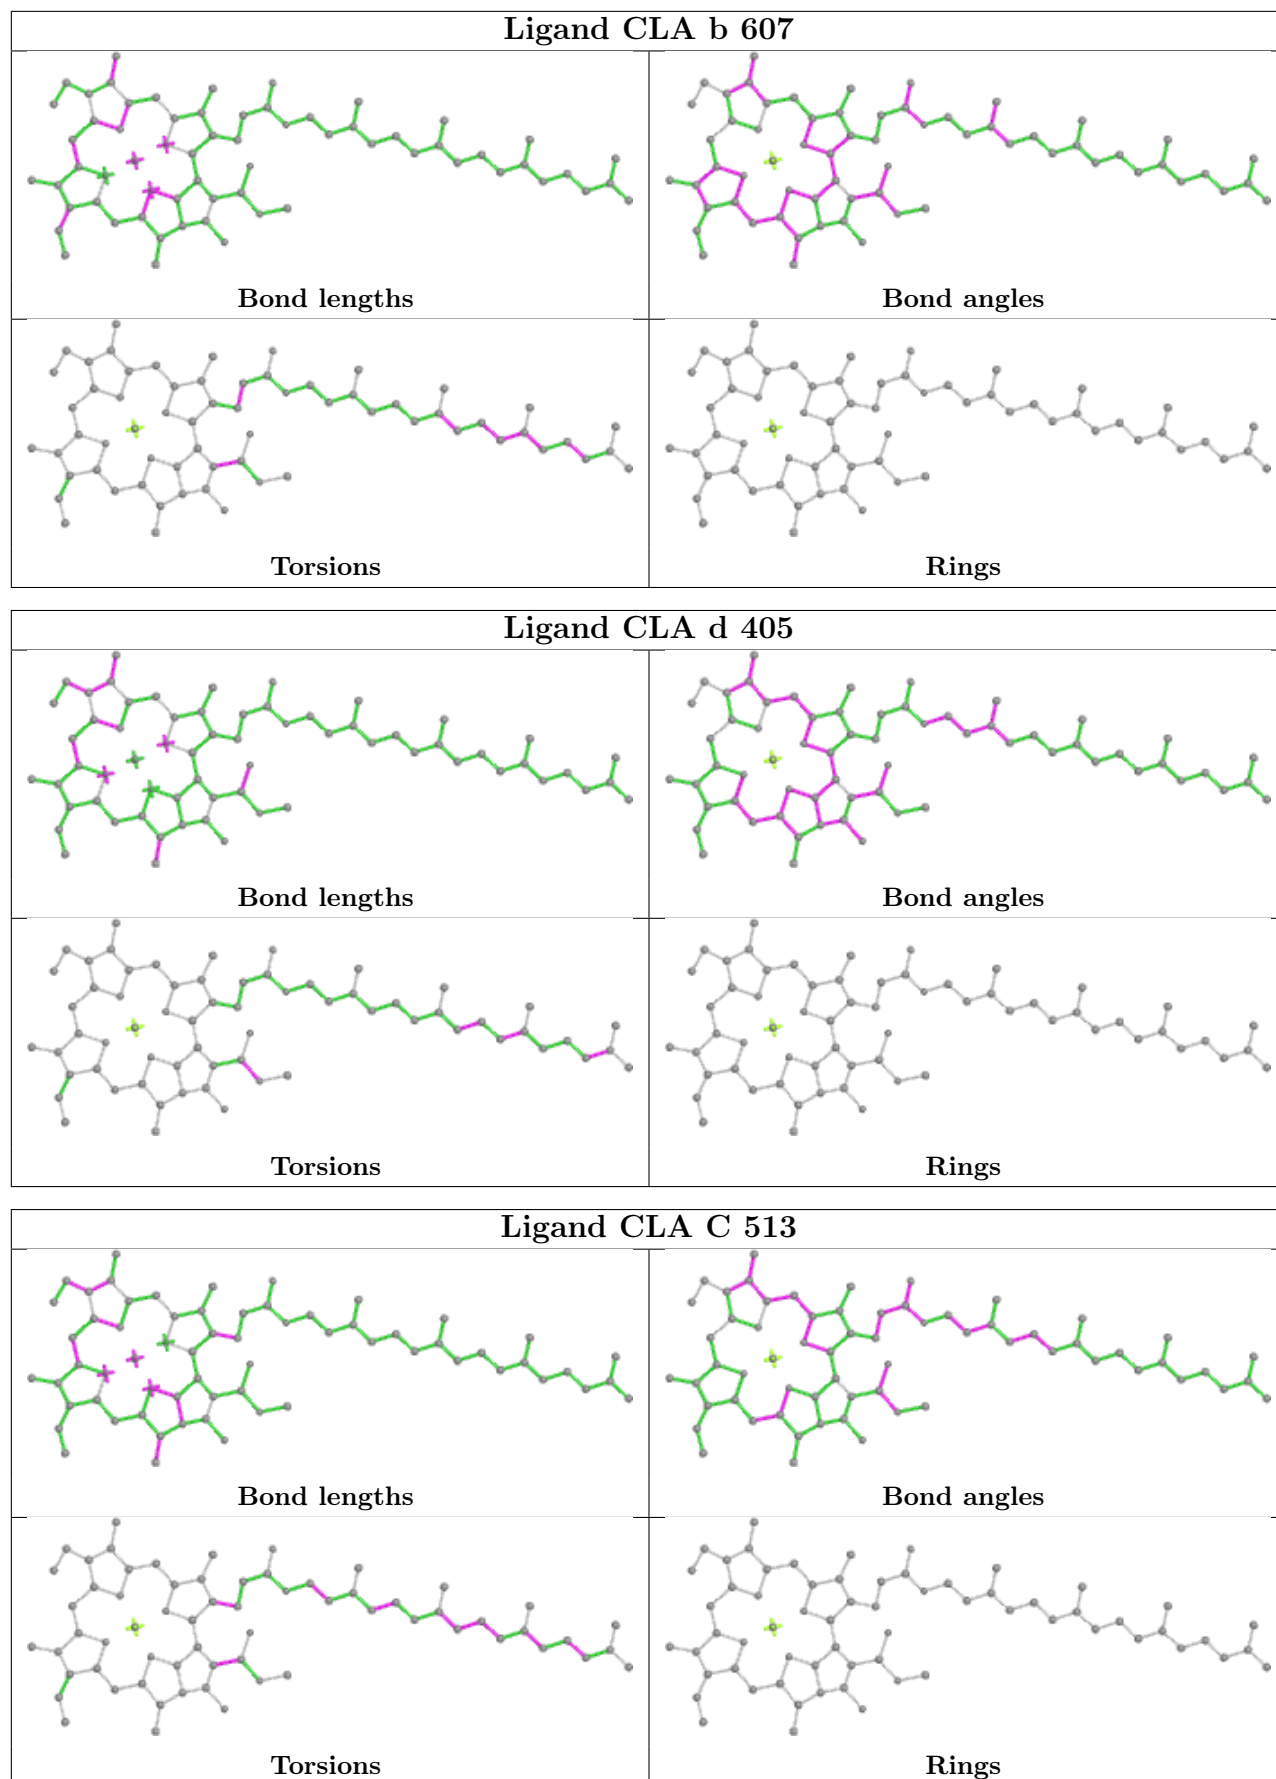 Ligand CLA b 607
Bond lengths
Bond angles
Torsions
Rings
Ligand CLA d 405
Bond lengths
Bond angles
Torsions
Rings
Ligand CLA C 513
Bond lengths
Bond angles
Torsions
Rings